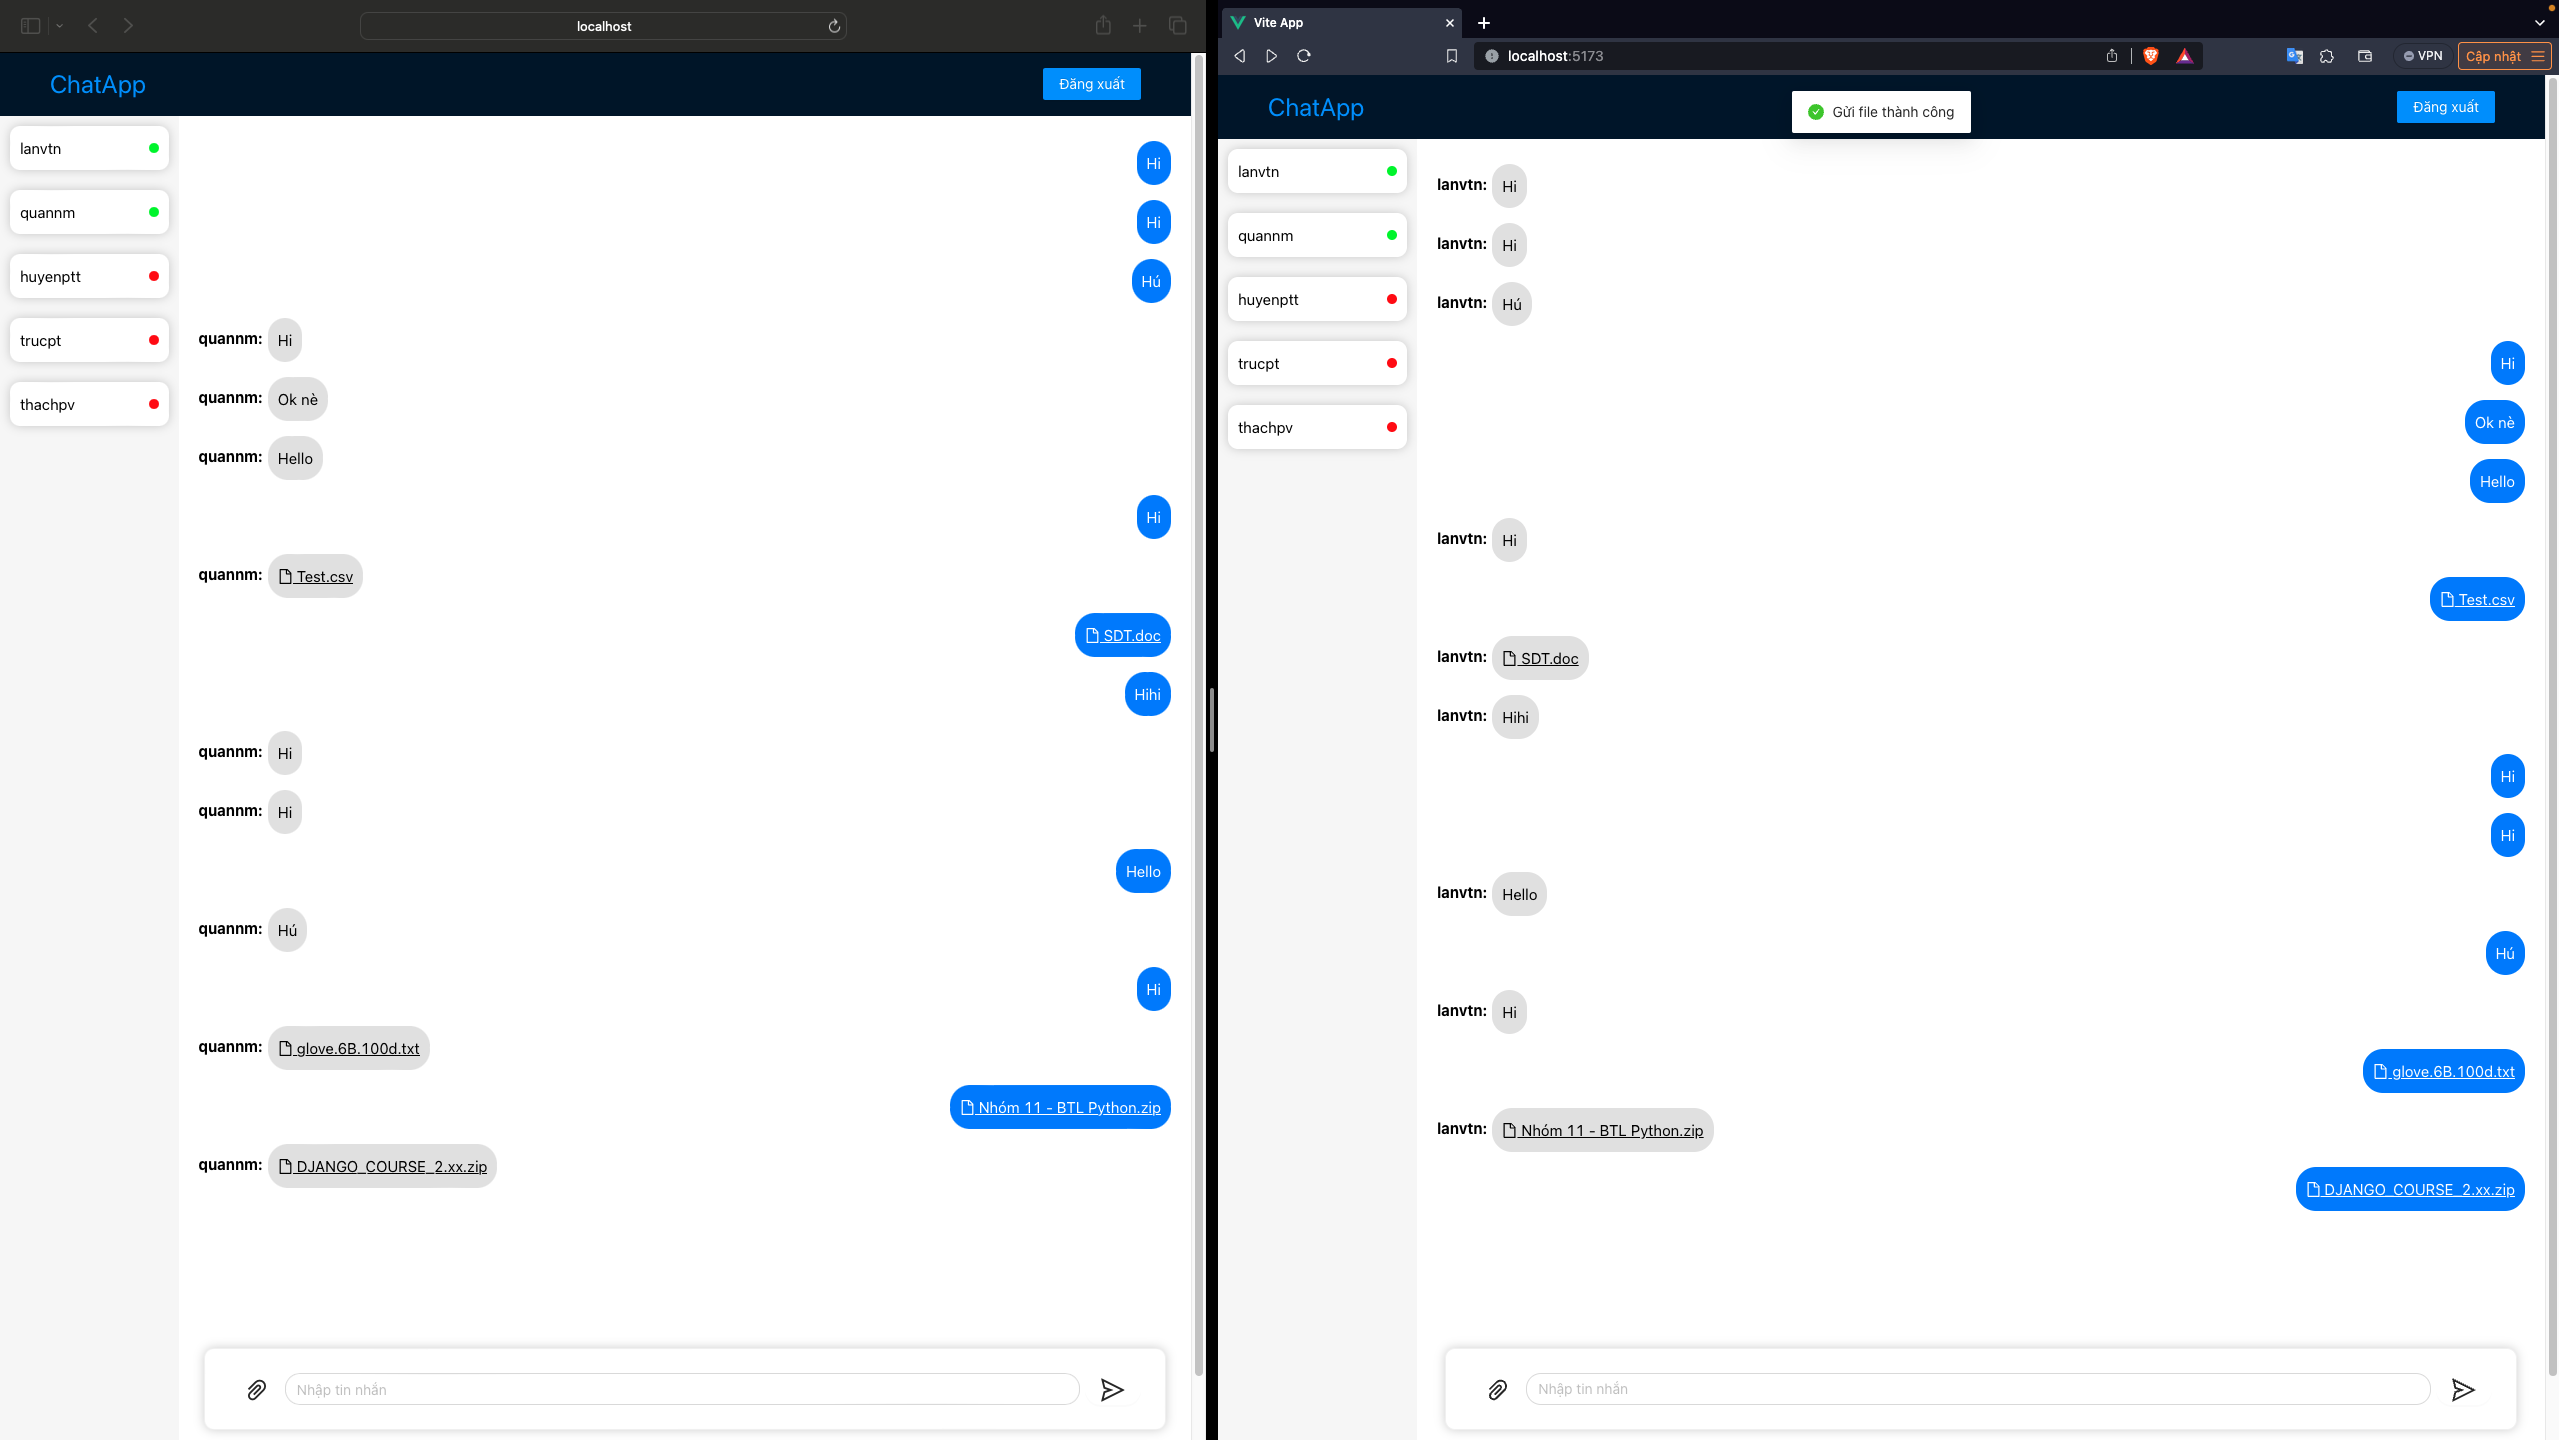 localhost
ChatApp
Đăng xuất
lanvtn
quannm
huyenptt
trucpt
thachpv
Hi
Hi
Hú
quannm: Hi
quannm: Ok nè
quannm: Hello
Hi
quannm: Test.csv
SDT.doc
Hihi
quannm: Hi
quannm: Hi
Hello
quannm: Hú
Hi
quannm: glove.6B.100d.txt
Nhóm 11 - BTL Python.zip
quannm: DJANGO_COURSE_2.xx.zip
Nhập tin nhắn
Vite App
localhost:5173
VPN
Cập nhật
ChatApp
Gửi file thành công
Đăng xuất
lanvtn
quannm
huyenptt
trucpt
thachpv
lanvtn: Hi
lanvtn: Hi
lanvtn: Hú
Hi
Ok nè
Hello
lanvtn: Hi
Test.csv
lanvtn: SDT.doc
lanvtn: Hihi
Hi
Hi
lanvtn: Hello
Hú
lanvtn: Hi
glove.6B.100d.txt
lanvtn: Nhóm 11 - BTL Python.zip
DJANGO_COURSE_2.xx.zip
Nhập tin nhắn